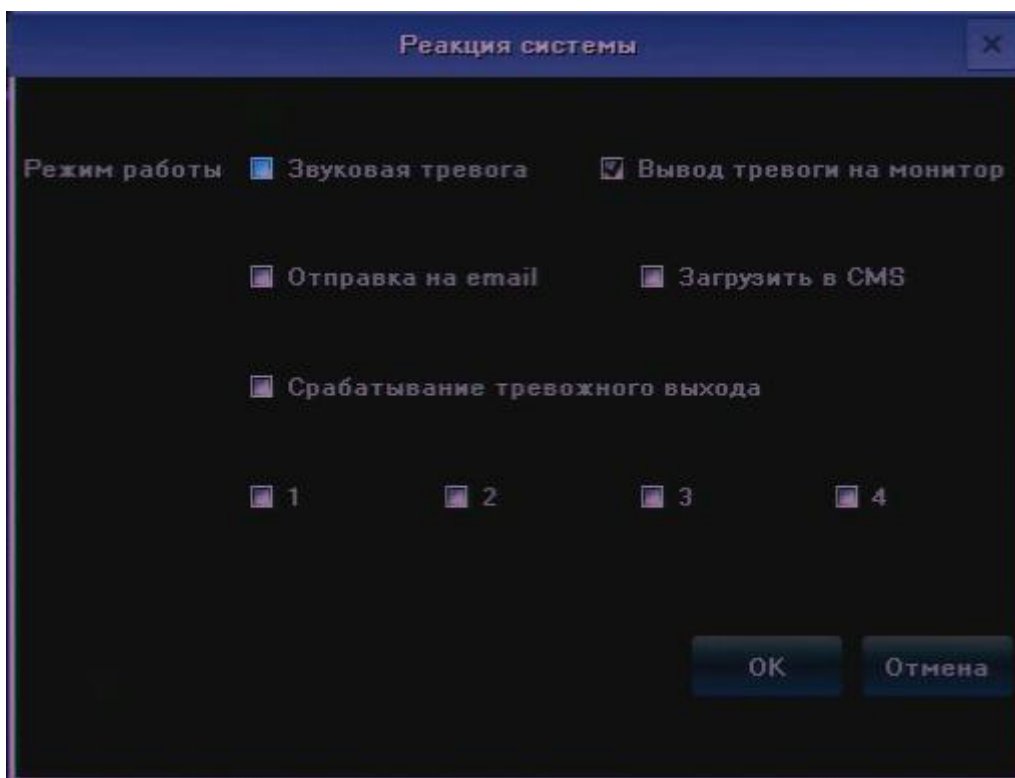 Реакция системы
Режим работы Звуковая тревога Вывод тревоги на монитор
Отправка на email Загрузить в CMS
Срабатывание тревожного выхода
1 2 3 4
OK Отмена